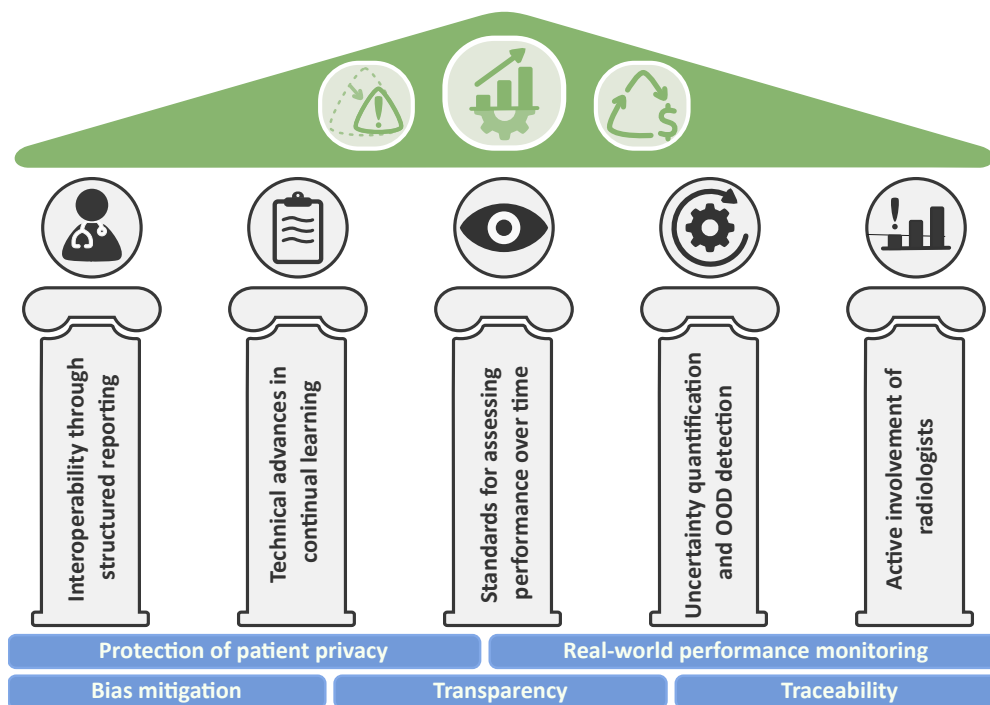 $
Interoperability through
structured reporting
Technical advances in
continual learning
Standards for assessing
performance over time
Uncertainty quantification
and OOD detection
Active involvement of
radiologists
Protection of patient privacy
Real-world performance monitoring
Bias mitigation
Transparency
Traceability